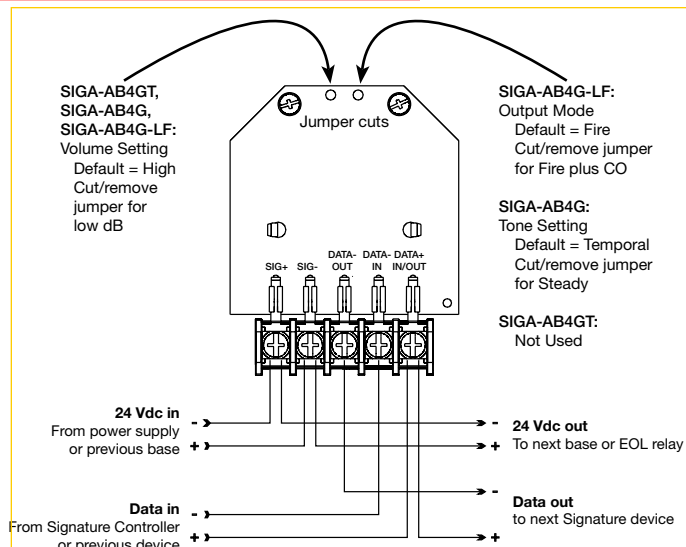 SIGA-AB4GT,
SIGA-AB4G,
SIGA-AB4G-LF:
Volume Setting
Default = High
Cut/remove
jumper for
low dB
Jumper cuts
SIGA-AB4G-LF:
Output Mode
Default = Fire
Cut/remove jumper
for Fire plus CO
SIGA-AB4G:
Tone Setting
Default = Temporal
Cut/remove jumper
for Steady
SIGA-AB4GT:
Not Used
SIG+ SIG- DATA-
OUT DATA-
IN DATA+
IN/OUT
24 Vdc in
From power supply
or previous base
-
+
-
+
24 Vdc out
To next base or EOL relay
Data in
From Signature Controller
or previous device
-
+
-
+
Data out
to next Signature device